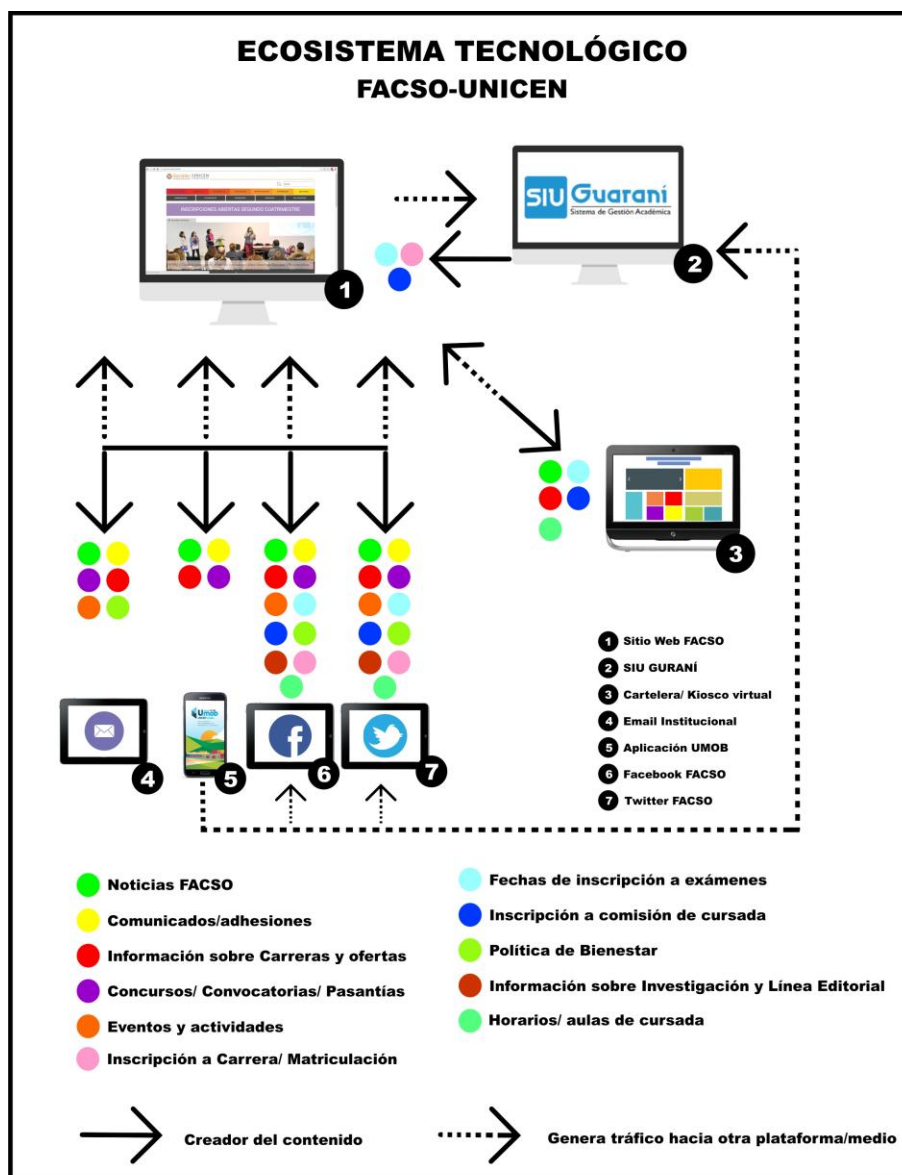 ECOSISTEMA TECNOLÓGICO
FACSO-UNICEN
INSCRIPCIONES ABIERTAS SEGUNDO CUATRIMESTRE
1
SIU Guaraní
Sistema de Gestión Académica
2
3
1 Sitio Web FACSO
2 SIU GURANÍ
3 Cartelera/ Kiosco virtual
4 Email Institucional
5 Aplicación UMOB
6 Facebook FACSO
7 Twitter FACSO
4
Umob
5
f
6
7
Noticias FACSO
Comunicados/adhesiones
Información sobre Carreras y ofertas
Concursos/ Convocatorias/ Pasantías
Eventos y actividades
Inscripción a Carrera/ Matriculación
Fechas de inscripción a exámenes
Inscripción a comisión de cursada
Política de Bienestar
Información sobre Investigación y Línea Editorial
Horarios/ aulas de cursada
Creador del contenido
Genera tráfico hacia otra plataforma/medio